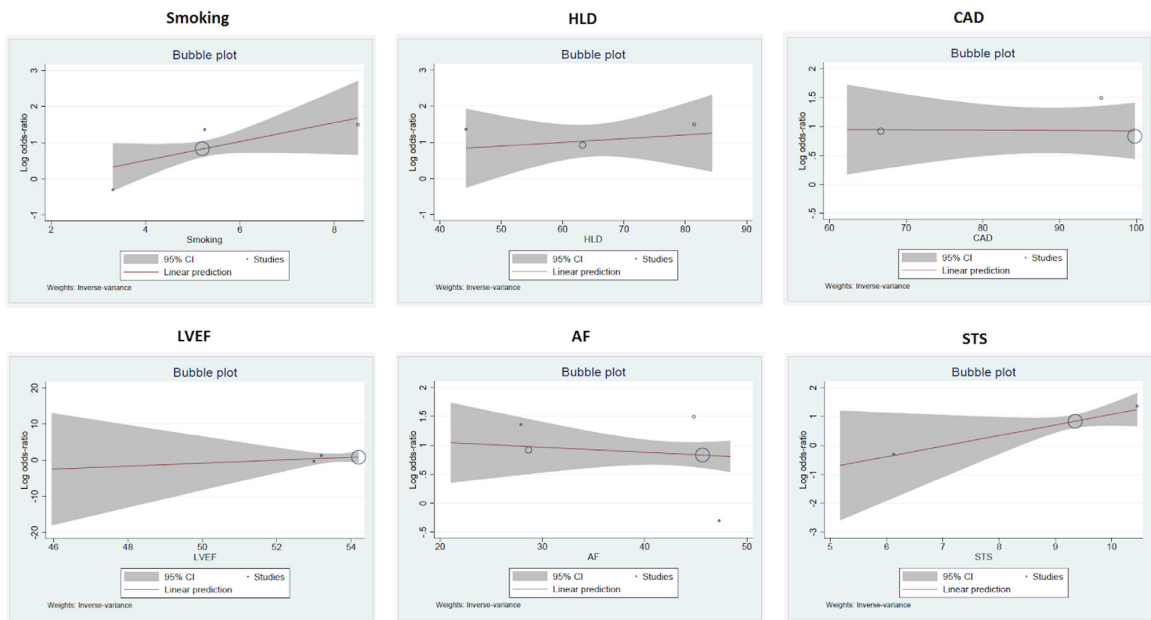 Smoking
Bubble plot
Log odds-ratio
3
2
1
0
-1
2
4
6
8
Smoking
95% CI
Studies
Linear prediction
Weights: Inverse-variance
HLD
Bubble plot
Log odds-ratio
3
2
1
0
-1
40
50
60
70
80
90
HLD
95% CI
Studies
Linear prediction
Weights: Inverse-variance
CAD
Bubble plot
Log odds-ratio
2
1.5
1
.5
0
-.5
60
70
80
90
100
CAD
95% CI
Studies
Linear prediction
Weights: Inverse-variance
LVEF
Bubble plot
Log odds-ratio
20
10
0
-10
-20
46
48
50
52
54
LVEF
95% CI
Studies
Linear prediction
Weights: Inverse-variance
AF
Bubble plot
Log odds-ratio
2
1.5
1
.5
0
-.5
20
30
40
50
AF
95% CI
Studies
Linear prediction
Weights: Inverse-variance
STS
Bubble plot
Log odds-ratio
2
1
0
-1
-2
-3
5
6
7
8
9
10
STS
95% CI
Studies
Linear prediction
Weights: Inverse-variance